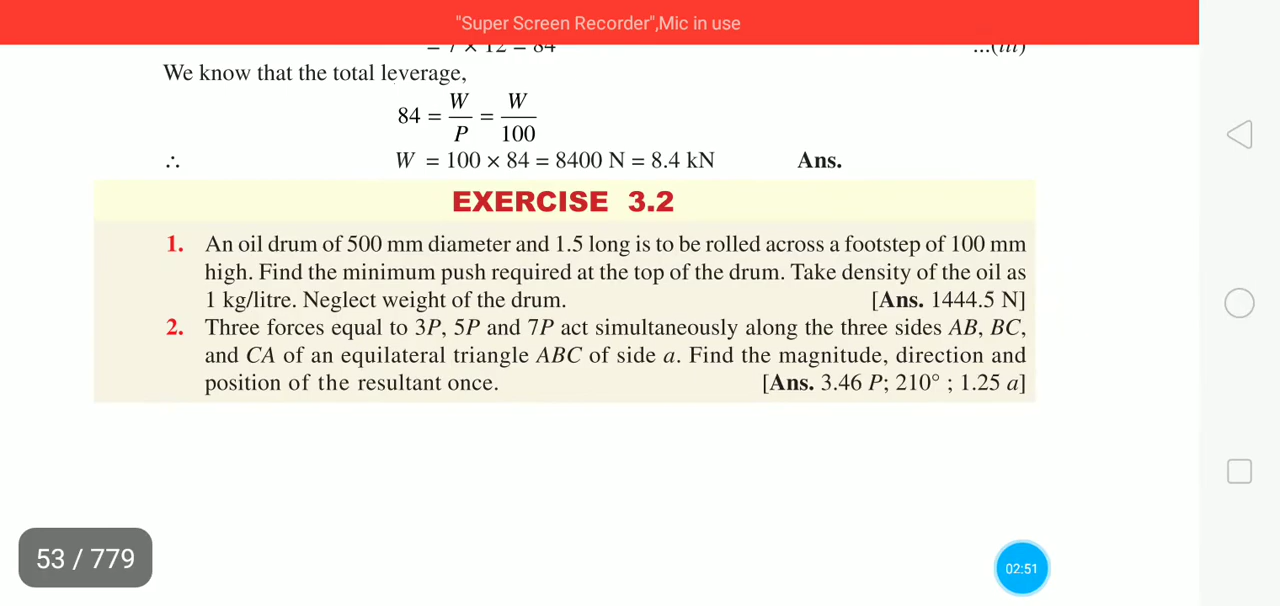 "Super Screen Recorder",Mic in use
= 7 × 12 = 84 ...(iii)
We know that the total leverage,
84 = W/P = W/100
∴ W = 100 × 84 = 8400 N = 8.4 kN Ans.
EXERCISE 3.2
1. An oil drum of 500 mm diameter and 1.5 long is to be rolled across a footstep of 100 mm
high. Find the minimum push required at the top of the drum. Take density of the oil as
1 kg/litre. Neglect weight of the drum. [Ans. 1444.5 N]
2. Three forces equal to 3P, 5P and 7P act simultaneously along the three sides AB, BC,
and CA of an equilateral triangle ABC of side a. Find the magnitude, direction and
position of the resultant once. [Ans. 3.46 P; 210° ; 1.25 a]
53 / 779
02:51